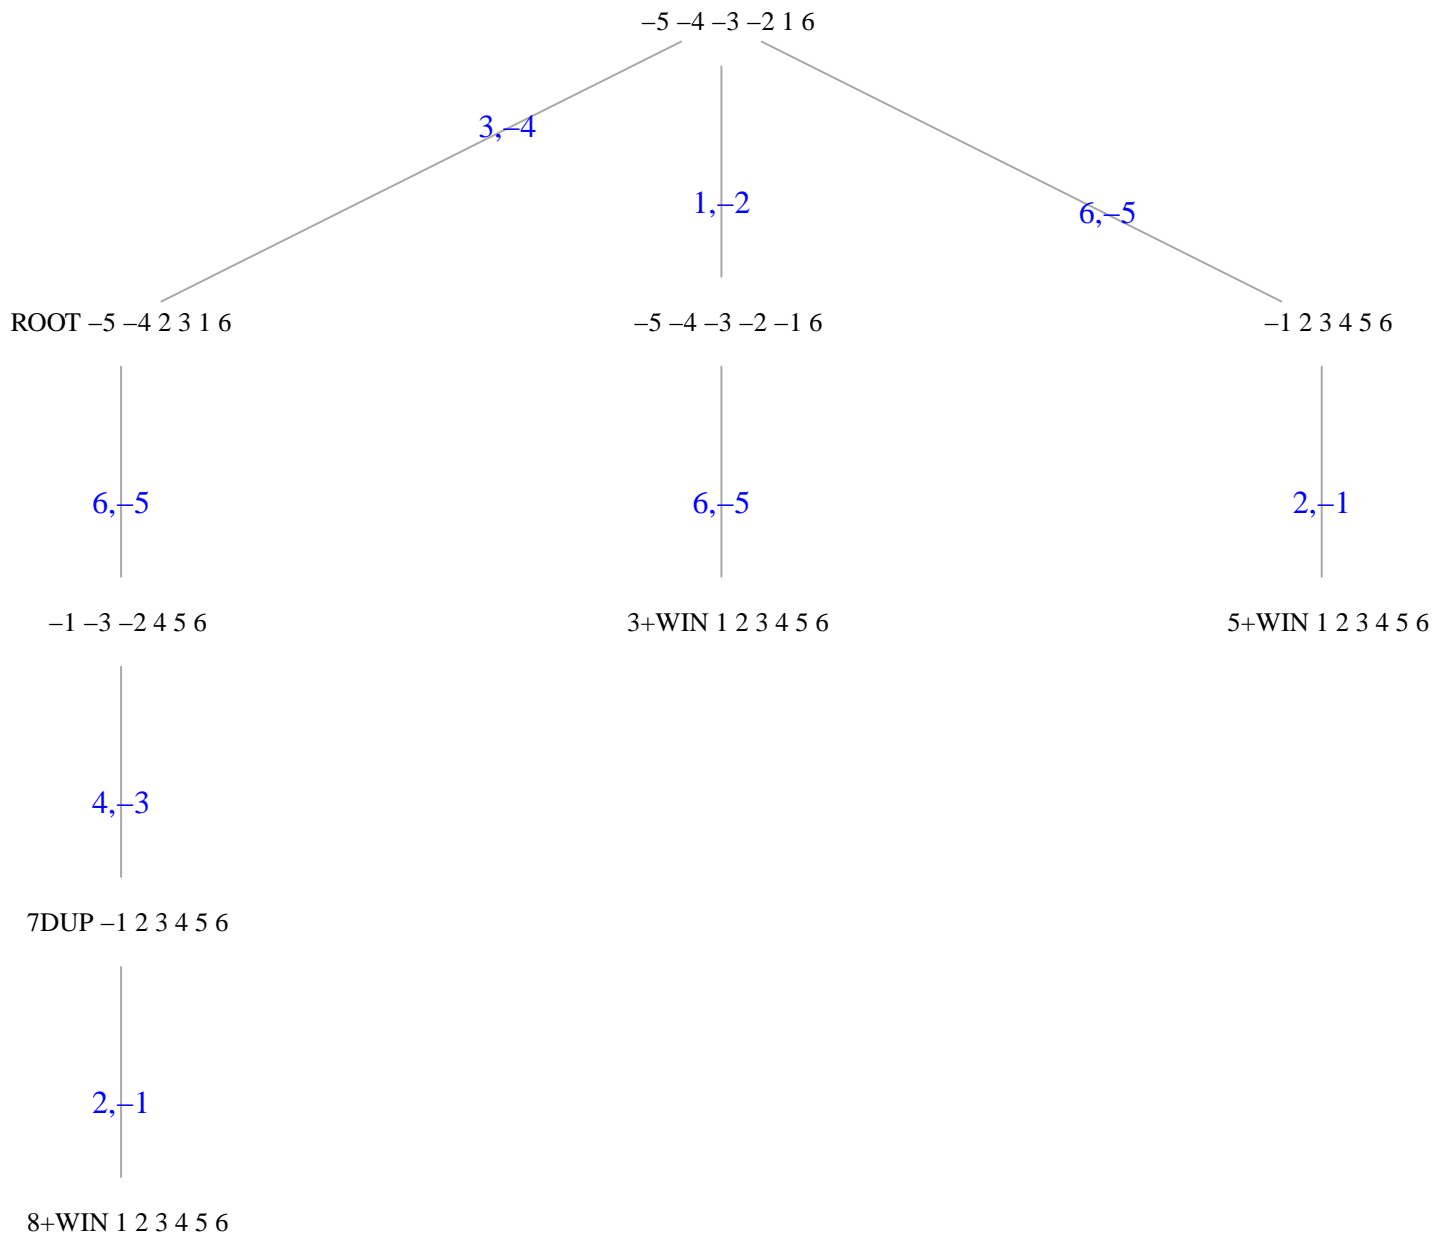 –5 –4 –3 –2 1 6
3,–4
1,–2
6,–5
ROOT –5 –4 2 3 1 6
–5 –4 –3 –2 –1 6
–1 2 3 4 5 6
6,–5
6,–5
2,–1
–1 –3 –2 4 5 6
3+WIN 1 2 3 4 5 6
5+WIN 1 2 3 4 5 6
4,–3
7DUP –1 2 3 4 5 6
2,–1
8+WIN 1 2 3 4 5 6